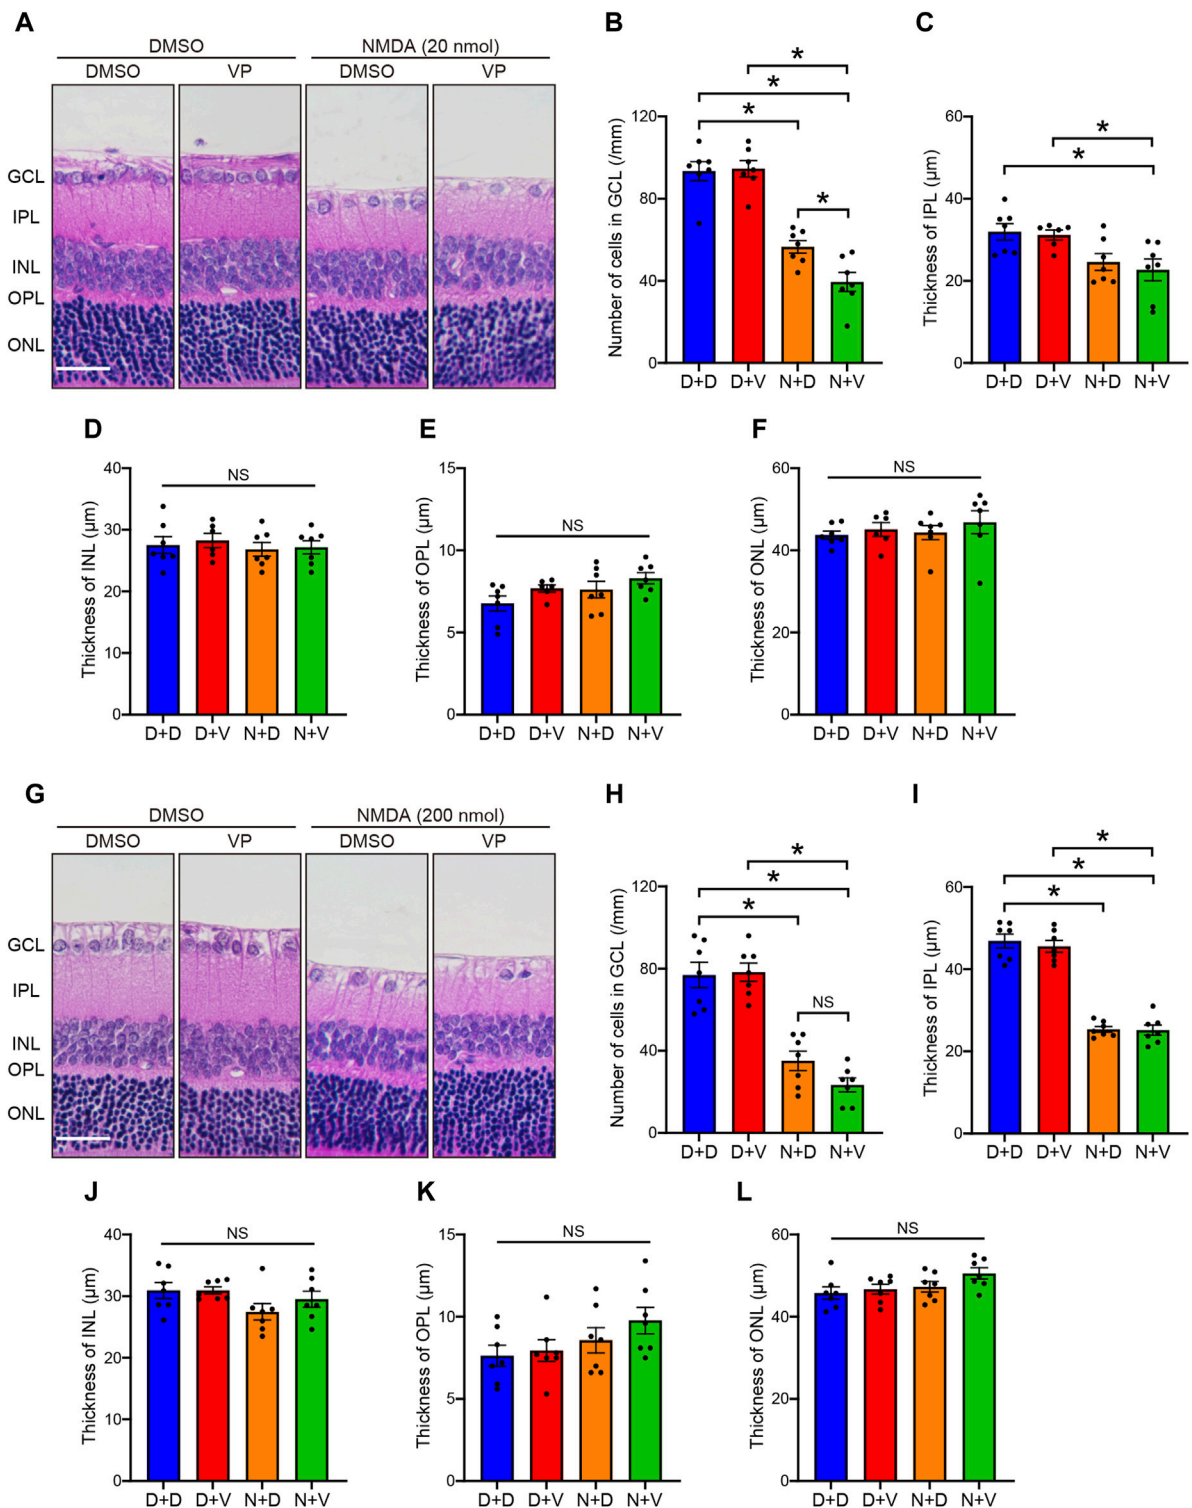 A
DMSO
NMDA (20 nmol)
DMSO
VP
DMSO
VP
GCL
IPL
INL
OPL
ONL
B
Number of cells in GCL (/mm)
120
80
40
0
*
*
*
*
D+D
D+V
N+D
N+V
C
Thickness of IPL (μm)
60
40
20
0
*
*
D+D
D+V
N+D
N+V
D
Thickness of INL (μm)
40
30
20
10
0
NS
D+D
D+V
N+D
N+V
E
Thickness of OPL (μm)
15
10
5
0
NS
D+D
D+V
N+D
N+V
F
Thickness of ONL (μm)
60
40
20
0
NS
D+D
D+V
N+D
N+V
G
DMSO
NMDA (200 nmol)
DMSO
VP
DMSO
VP
GCL
IPL
INL
OPL
ONL
H
Number of cells in GCL (/mm)
120
80
40
0
*
*
*
NS
D+D
D+V
N+D
N+V
I
Thickness of IPL (μm)
60
40
20
0
*
*
*
D+D
D+V
N+D
N+V
J
Thickness of INL (μm)
40
30
20
10
0
NS
D+D
D+V
N+D
N+V
K
Thickness of OPL (μm)
15
10
5
0
NS
D+D
D+V
N+D
N+V
L
Thickness of ONL (μm)
60
40
20
0
NS
D+D
D+V
N+D
N+V